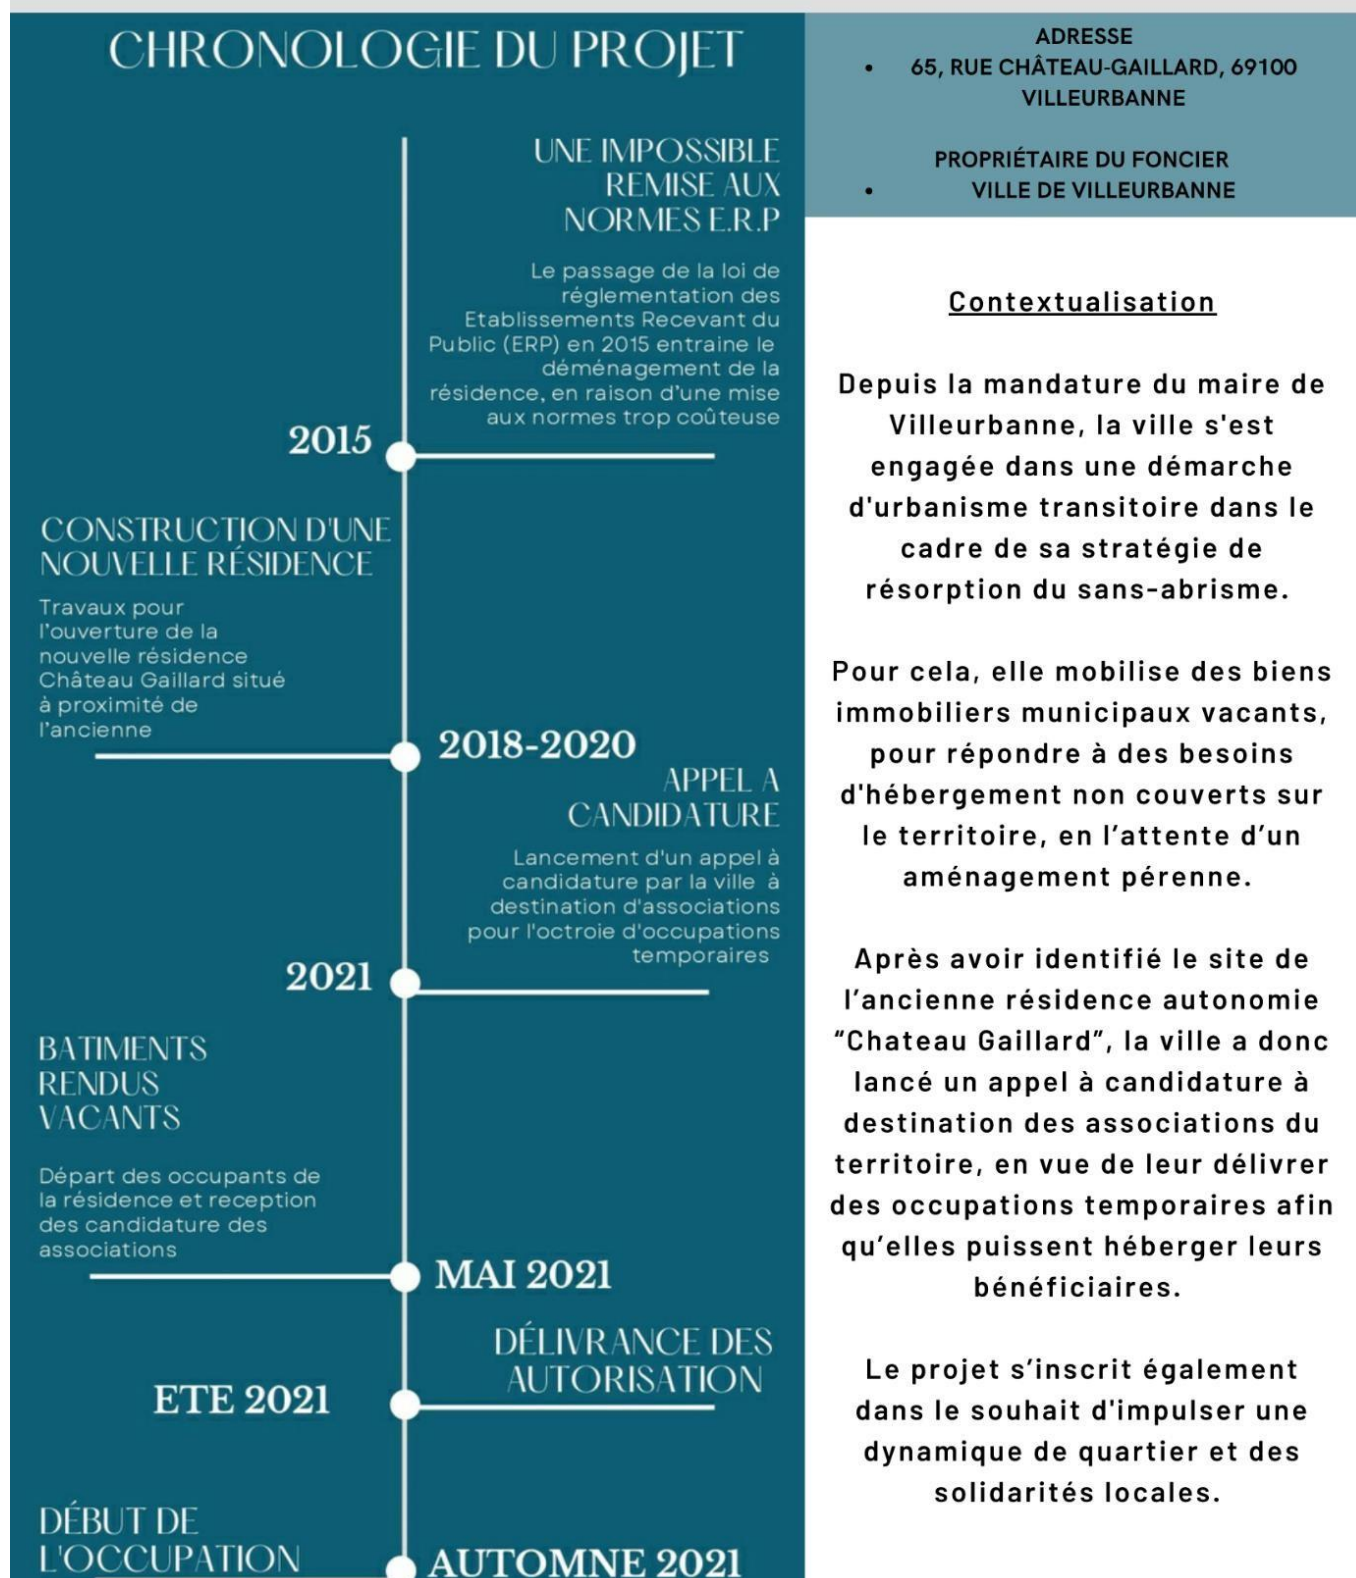 CHRONOLOGIE DU PROJET
UNE IMPOSSIBLE
REMISE AUX
NORMES E.R.P
Le passage de la loi de
réglementation des
Etablissements Recevant du
Public (ERP) en 2015 entraine le
déménagement de la
résidence, en raison d'une mise
aux normes trop coûteuse
2015
CONSTRUCTION D'UNE
NOUVELLE RÉSIDENCE
Travaux pour
l'ouverture de la
nouvelle résidence
Château Gaillard situé
à proximité de
l'ancienne
2018-2020
APPEL A
CANDIDATURE
Lancement d'un appel à
candidature par la ville à
destination d'associations
pour l'octroie d'occupations
temporaires
2021
BATIMENTS
RENDUS
VACANTS
Départ des occupants de
la résidence et reception
des candidature des
associations
MAI 2021
DÉLIVRANCE DES
AUTORISATION
ETE 2021
DÉBUT DE
L'OCCUPATION
AUTOMNE 2021
ADRESSE
• 65, RUE CHÂTEAU-GAILLARD, 69100
VILLEURBANNE
PROPRIÉTAIRE DU FONCIER
• VILLE DE VILLEURBANNE
Contextualisation
Depuis la mandature du maire de
Villeurbanne, la ville s'est
engagée dans une démarche
d'urbanisme transitoire dans le
cadre de sa stratégie de
résorption du sans-abrisme.
Pour cela, elle mobilise des biens
immobiliers municipaux vacants,
pour répondre à des besoins
d'hébergement non couverts sur
le territoire, en l’attente d’un
aménagement pérenne.
Après avoir identifié le site de
l’ancienne résidence autonomie
“Chateau Gaillard”, la ville a donc
lancé un appel à candidature à
destination des associations du
territoire, en vue de leur délivrer
des occupations temporaires afin
qu’elles puissent héberger leurs
bénéficiaires.
Le projet s’inscrit également
dans le souhait d'impulser une
dynamique de quartier et des
solidarités locales.